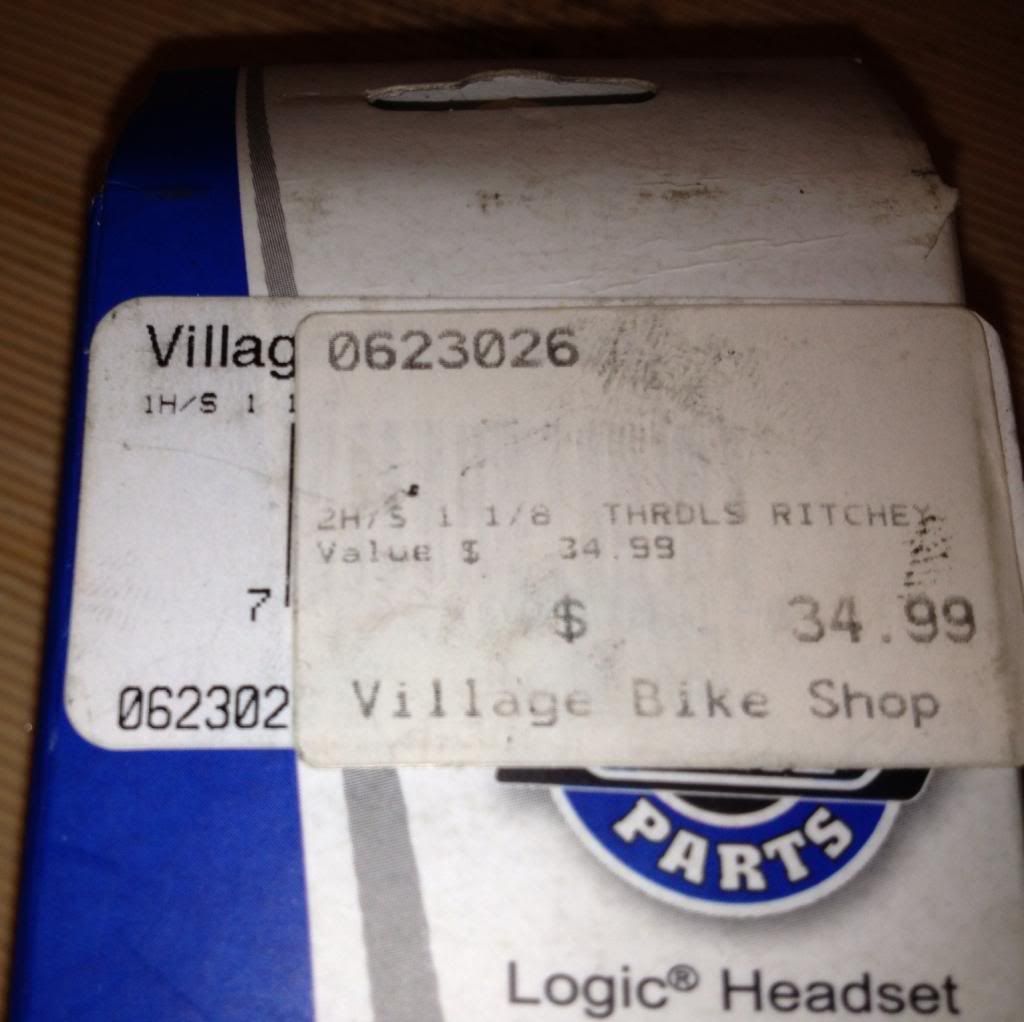 Villag
1H/S 1 1
7
062302
0623026
2H/S 1 1/8 THRDLS RITCHEY
Value $ 34.99
$ 34.99
Village Bike Shop
PARTS
Logic® Headset